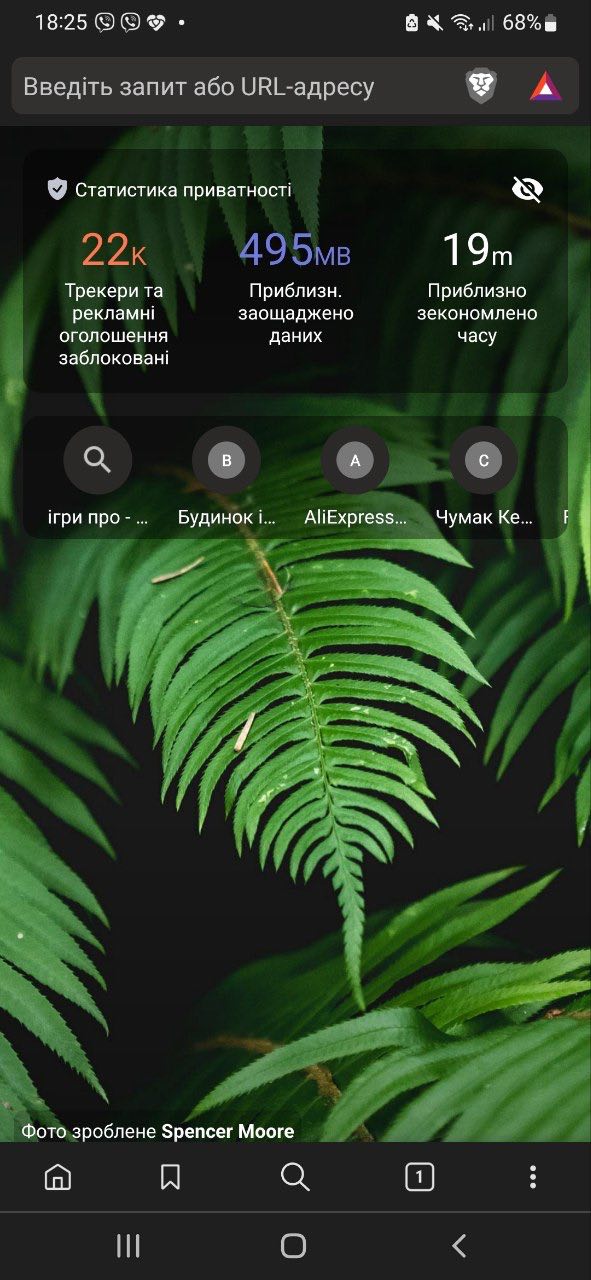 18:25 68%
Введіть запит або URL-адресу
Статистика приватності
22K 495MB 19m
Трекери та рекламні оголошення заблоковані
Приблизн. заощаджено даних
Приблизно зекономлено часу
B A C
ігри про - ... Будинок і... AliExpress... Чумак Ке...
Фото зроблене Spencer Moore
1